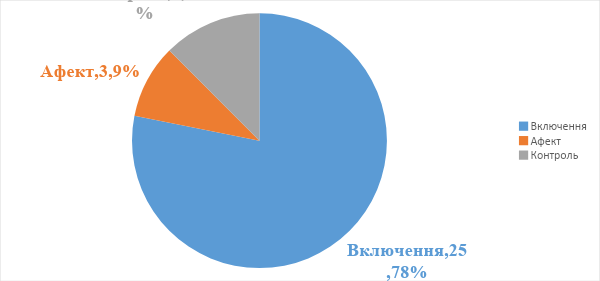 %
Афект,3,9%
Включення,25
,78%
Включення
Афект
Контроль